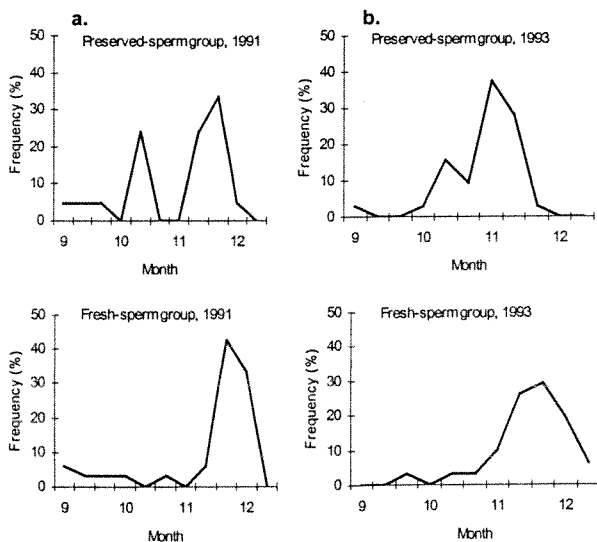 a.
Preserved-sperm group, 1991
50
40
30
20
10
0
Frequency (%)
9 10 11 12
Month
b.
Preserved-sperm group, 1993
50
40
30
20
10
0
Frequency (%)
9 10 11 12
Month
Fresh-sperm group, 1991
50
40
30
20
10
0
Frequency (%)
9 10 11 12
Month
Fresh-sperm group, 1993
50
40
30
20
10
0
Frequency (%)
9 10 11 12
Month